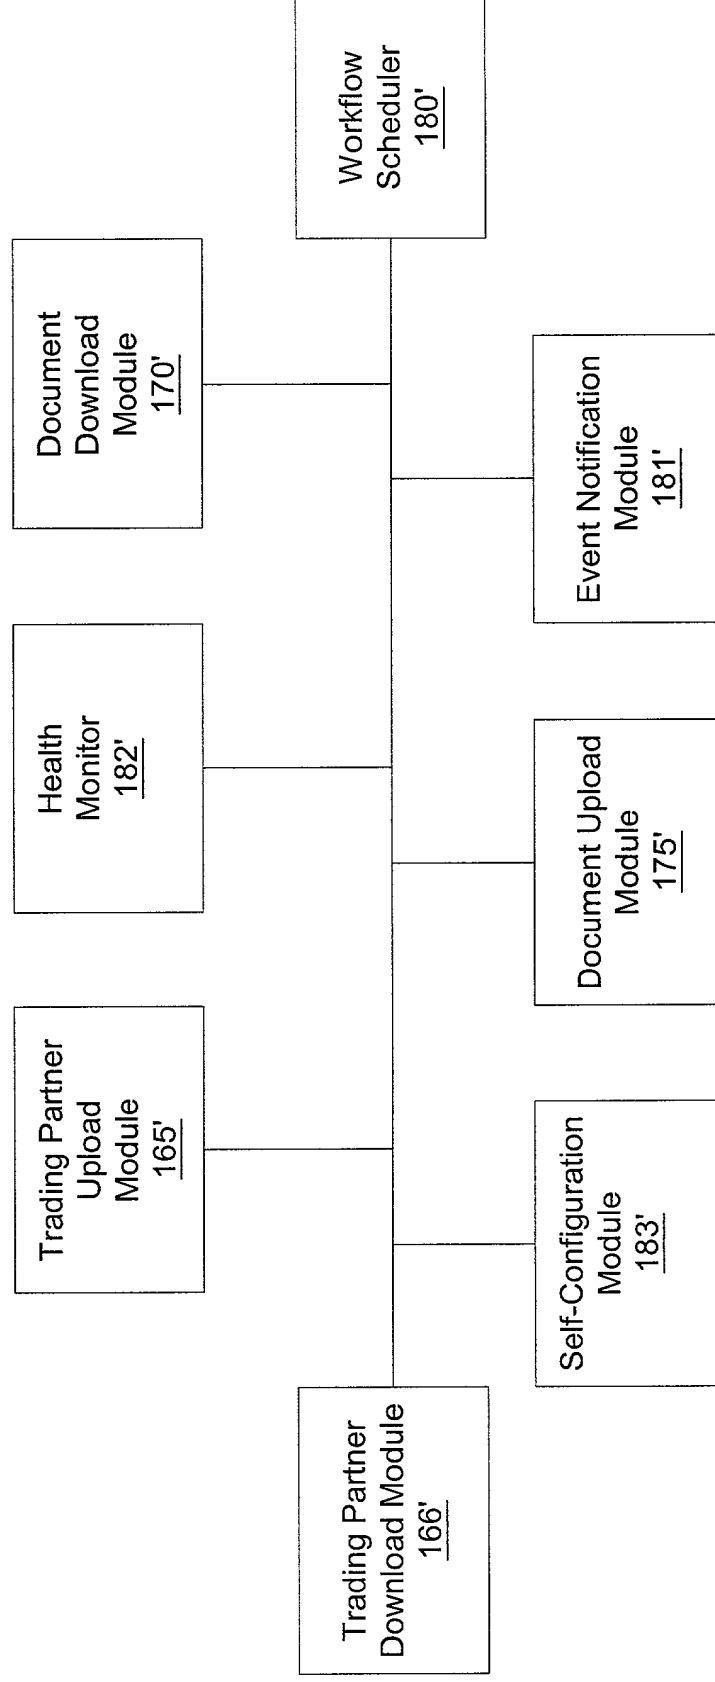 Trading Partner
Upload
Module
165'
Health
Monitor
182'
Document
Download
Module
170'
Trading Partner
Download Module
166'
Workflow
Scheduler
180'
Self-Configuration
Module
183'
Document Upload
Module
175'
Event Notification
Module
181'